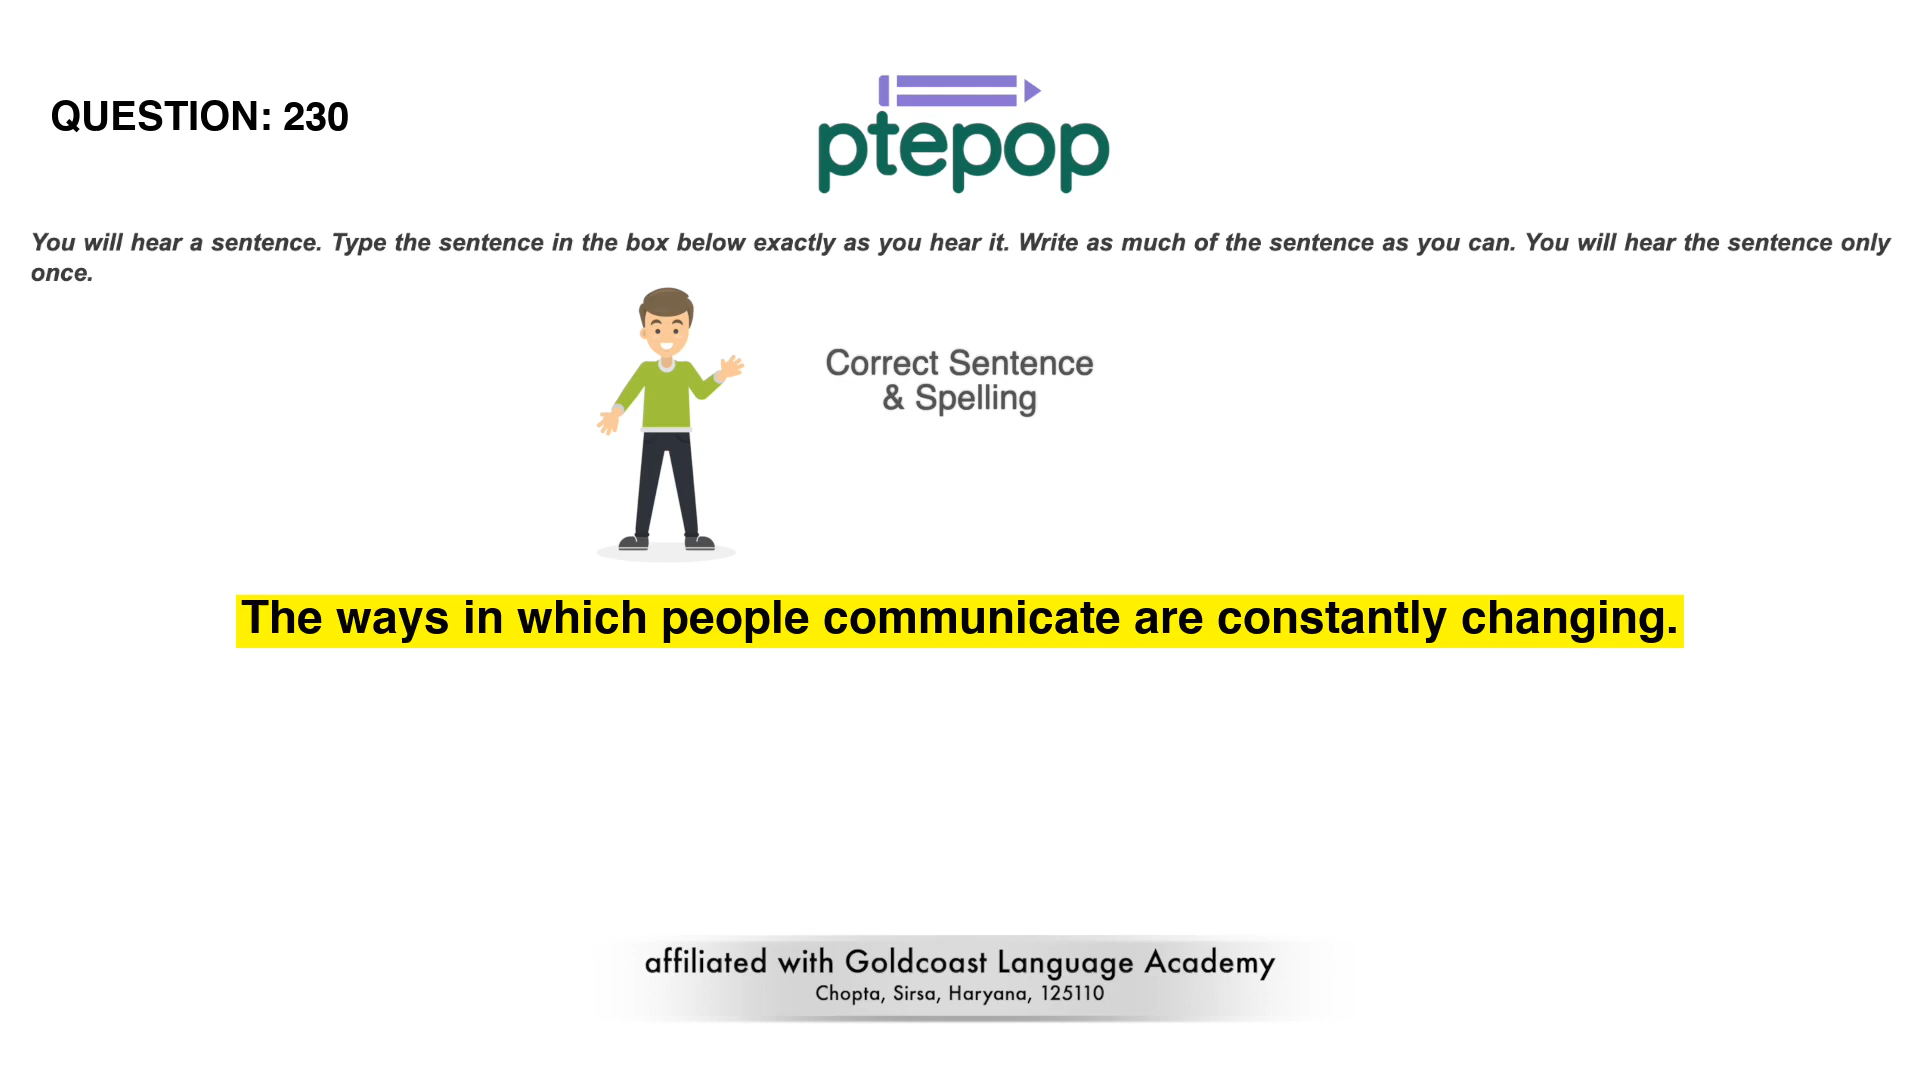 QUESTION: 230
ptepop
You will hear a sentence. Type the sentence in the box below exactly as you hear it. Write as much of the sentence as you can. You will hear the sentence only
once.
Correct Sentence
& Spelling
The ways in which people communicate are constantly changing.
affiliated with Goldcoast Language Academy
Chopta, Sirsa, Haryana, 125110